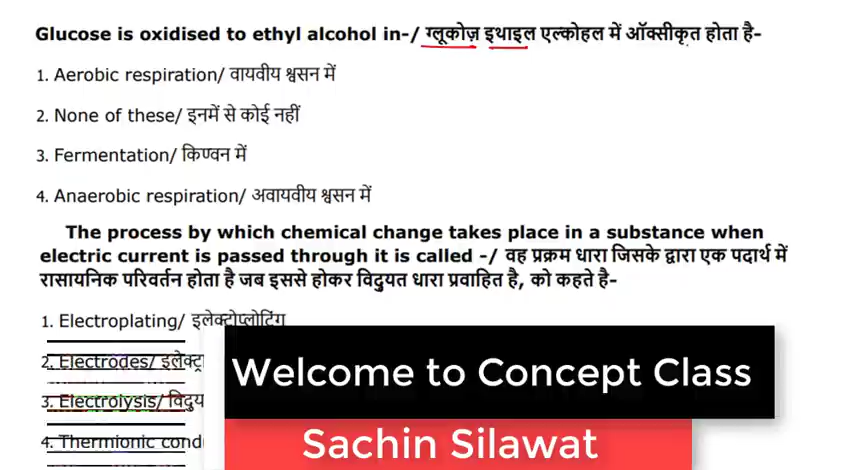 Glucose is oxidised to ethyl alcohol in-/ ग्लूकोज़ इथाइल एल्कोहल में ऑक्सीकृत होता है-
1. Aerobic respiration/ वायवीय श्वसन में
2. None of these/ इनमें से कोई नहीं
3. Fermentation/ किण्वन में
4. Anaerobic respiration/ अवायवीय श्वसन में
The process by which chemical change takes place in a substance when
electric current is passed through it is called -/ वह प्रक्रम धारा जिसके द्वारा एक पदार्थ में
रासायनिक परिवर्तन होता है जब इससे होकर विद्युत धारा प्रवाहित है, को कहते है-
1. Electroplating/ इलेक्ट्रोप्लोटिंग
2. Electrodes/
3. Electrolysis/
4. Thermionic
Welcome to Concept Class
Sachin Silawat